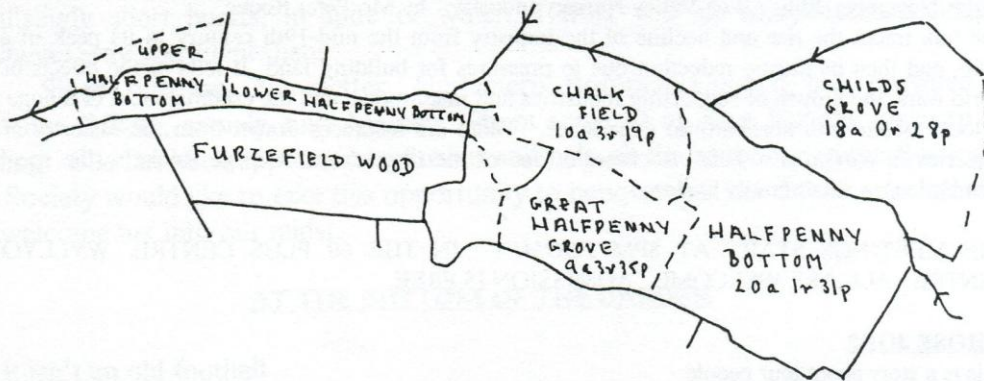 UPPER
HALFPENNY
BOTTOM
LOWER HALFPENNY BOTTOM
FURZEFIELD WOOD
CHALK
FIELD
10a 2r 19p
CHILDS
GROVE
18a 0r 28p
GREAT
HALFPENNY
GROVE
9a 3r 35p
HALFPENNY
BOTTOM
20a 1r 31p